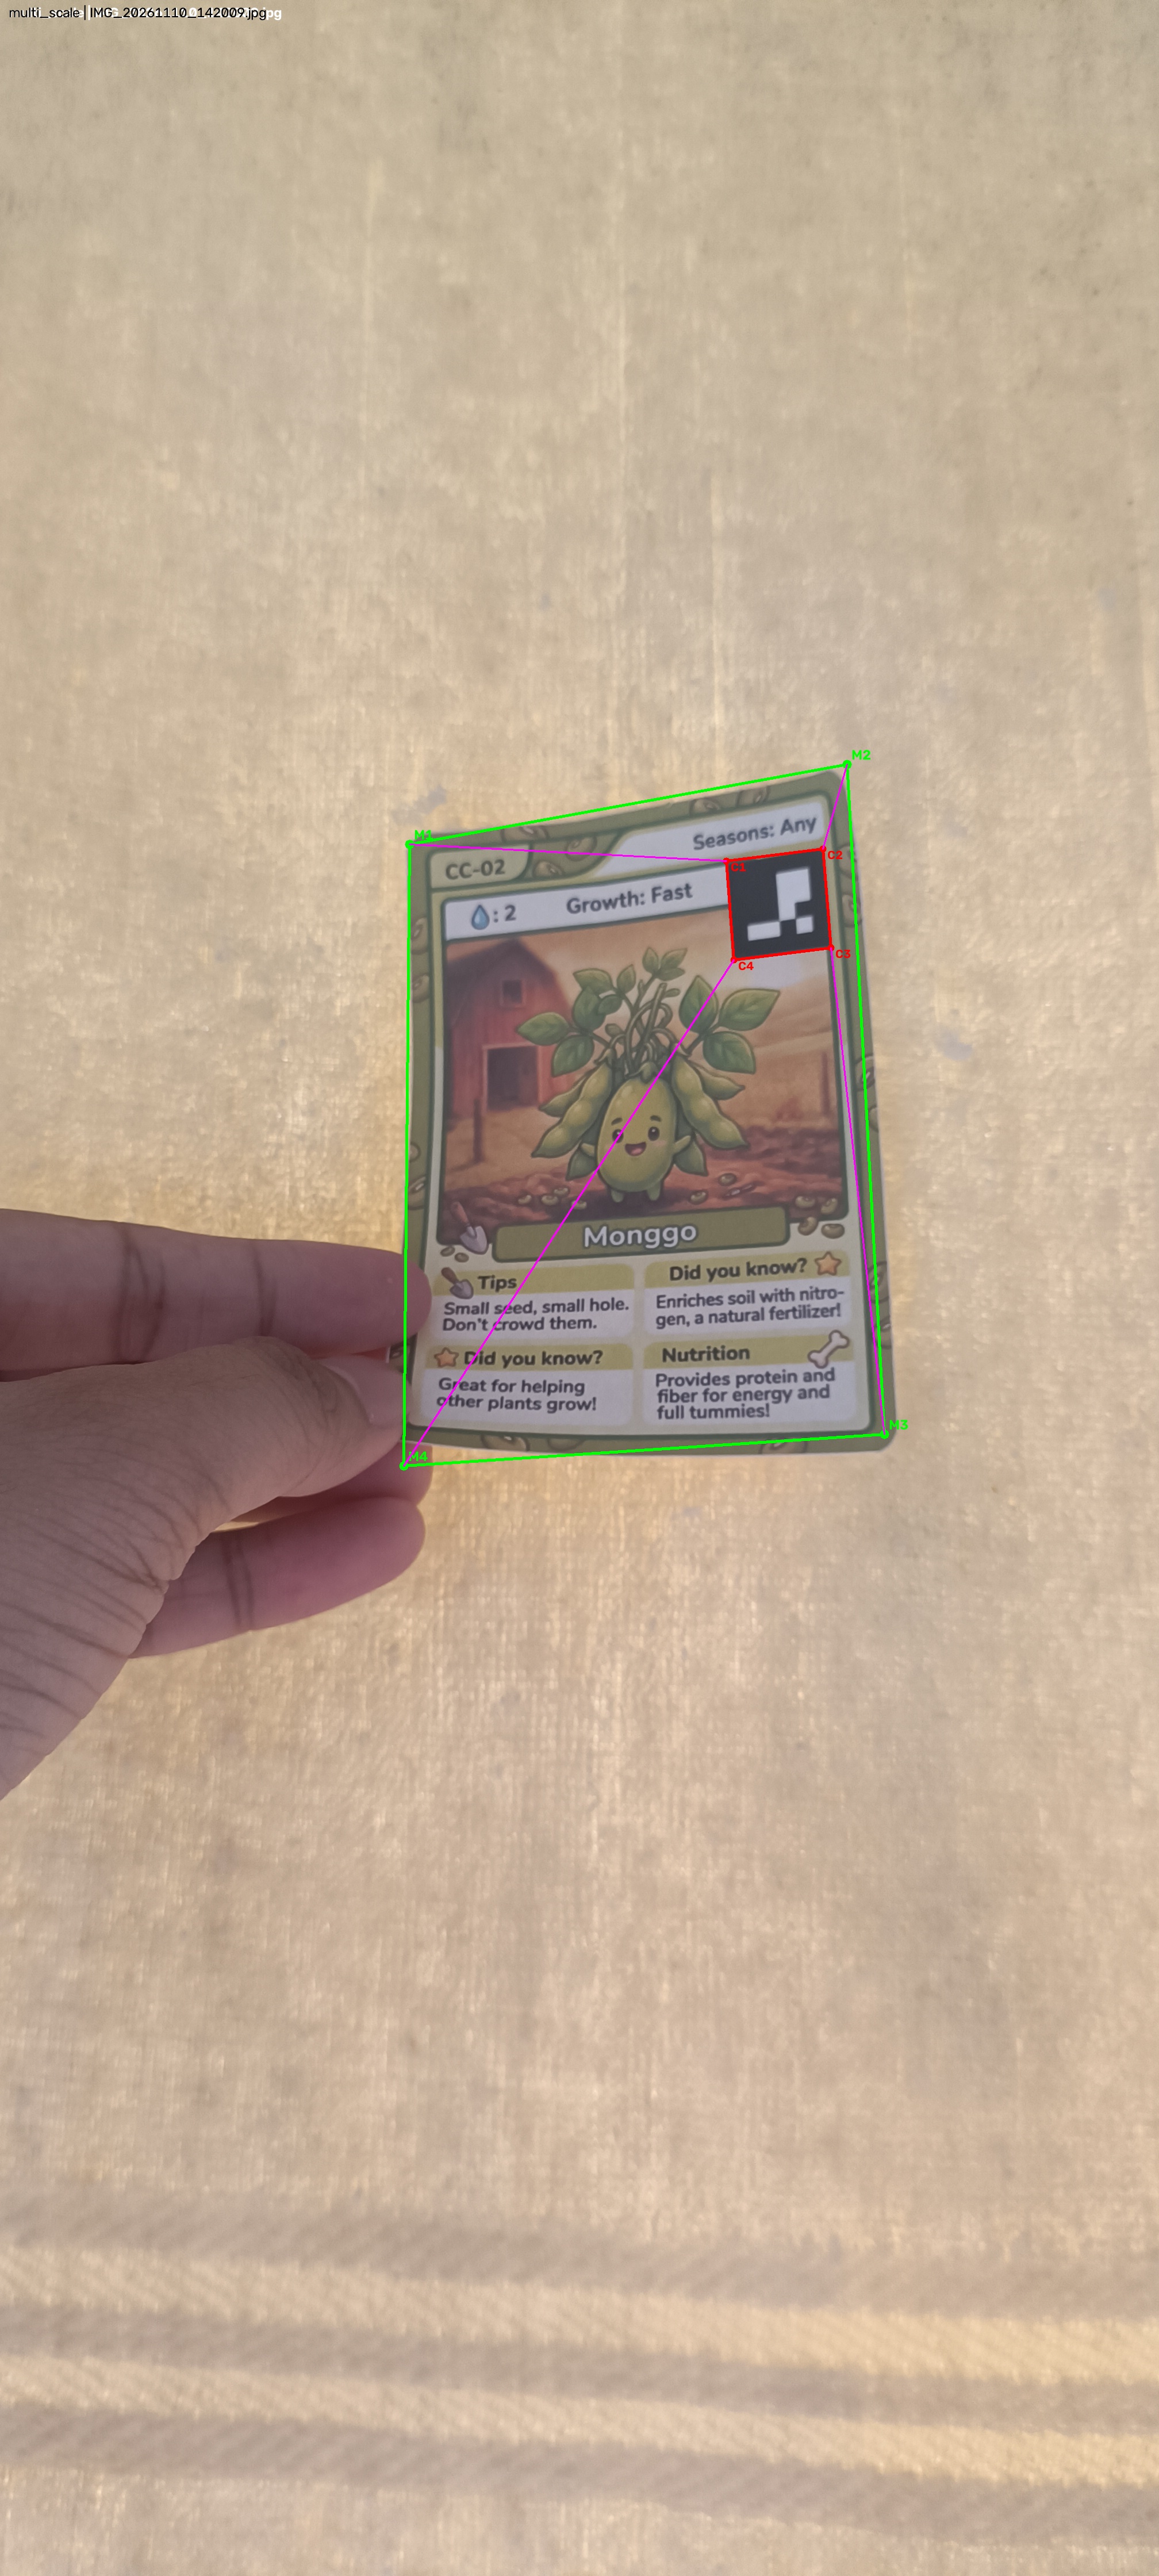 multi_scale | IMG_20261110_142009.jpg
M1
M2
Seasons: Any
CC-02
C1
C2
: 2
Growth: Fast
C3
C4
Monggo
Tips
Small seed, small hole.
Don't crowd them.
Did you know?
Enriches soil with nitro-
gen, a natural fertilizer!
Did you know?
Great for helping
other plants grow!
Nutrition
Provides protein and
fiber for energy and
full tummies!
M3
M4